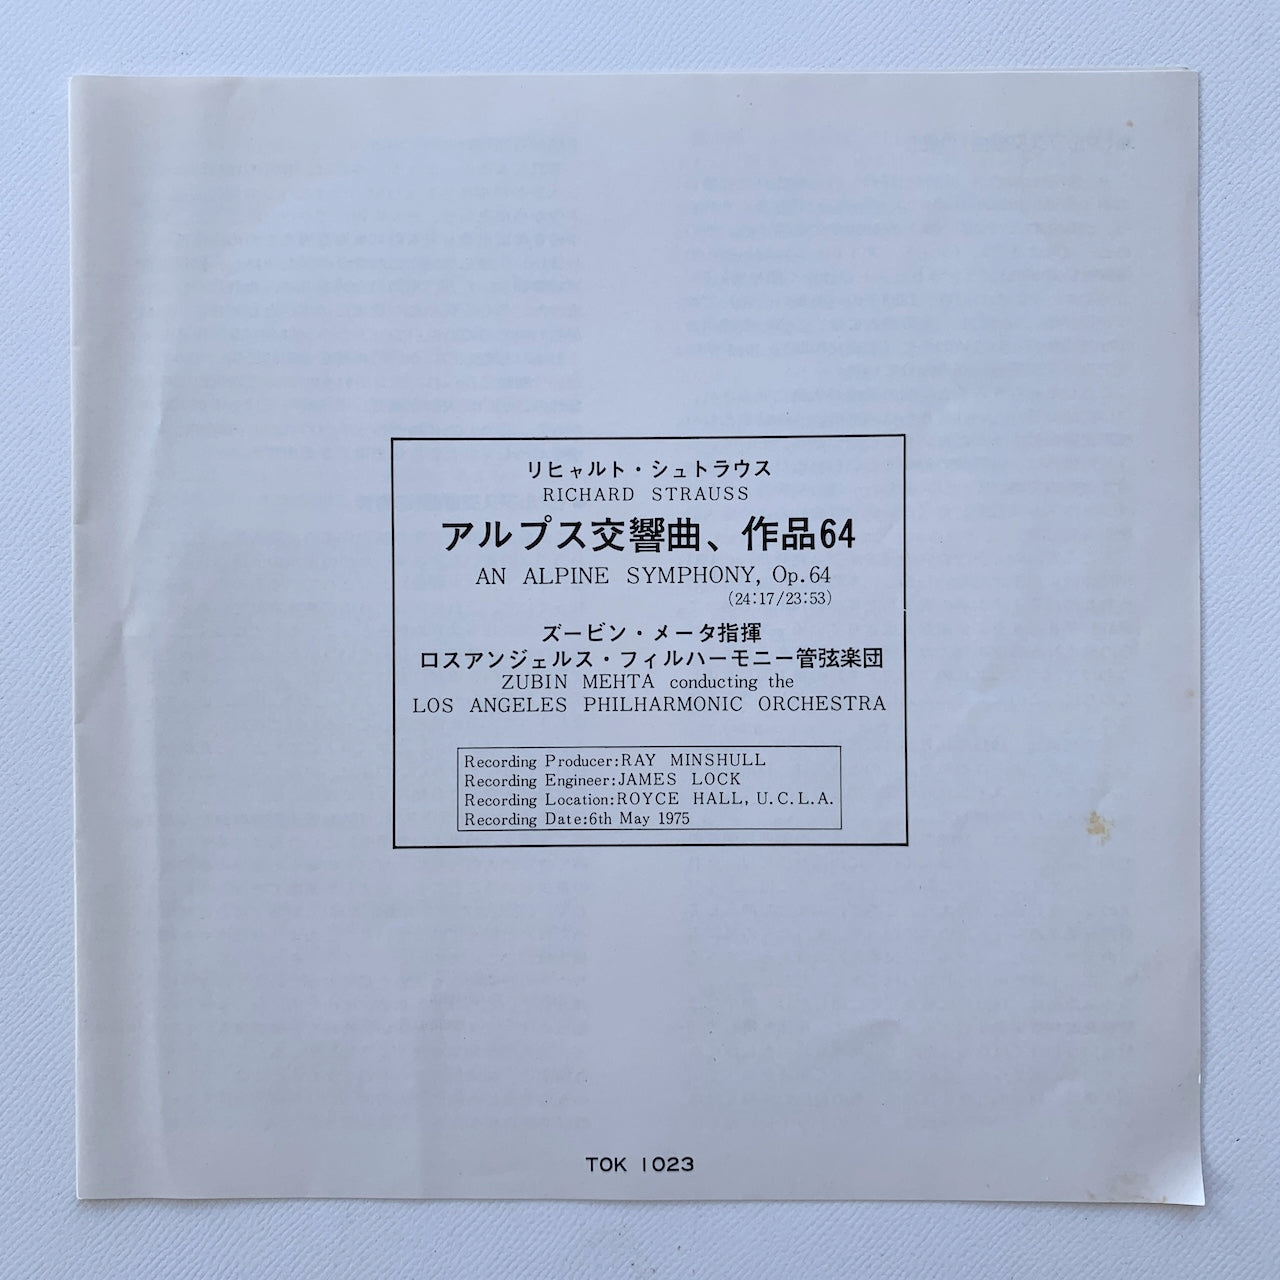 リヒャルト・シュトラウス
RICHARD STRAUSS
アルプス交響曲、作品64
AN ALPINE SYMPHONY, Op.64
(24:17/23:53)
ズービン・メータ指揮
ロスアンジェルス・フィルハーモニー管弦楽団
ZUBIN MEHTA conducting the
LOS ANGELES PHILHARMONIC ORCHESTRA
Recording Producer:RAY MINSHULL
Recording Engineer:JAMES LOCK
Recording Location:ROYCE HALL, U.C.L.A.
Recording Date:6th May 1975
TOK 1023